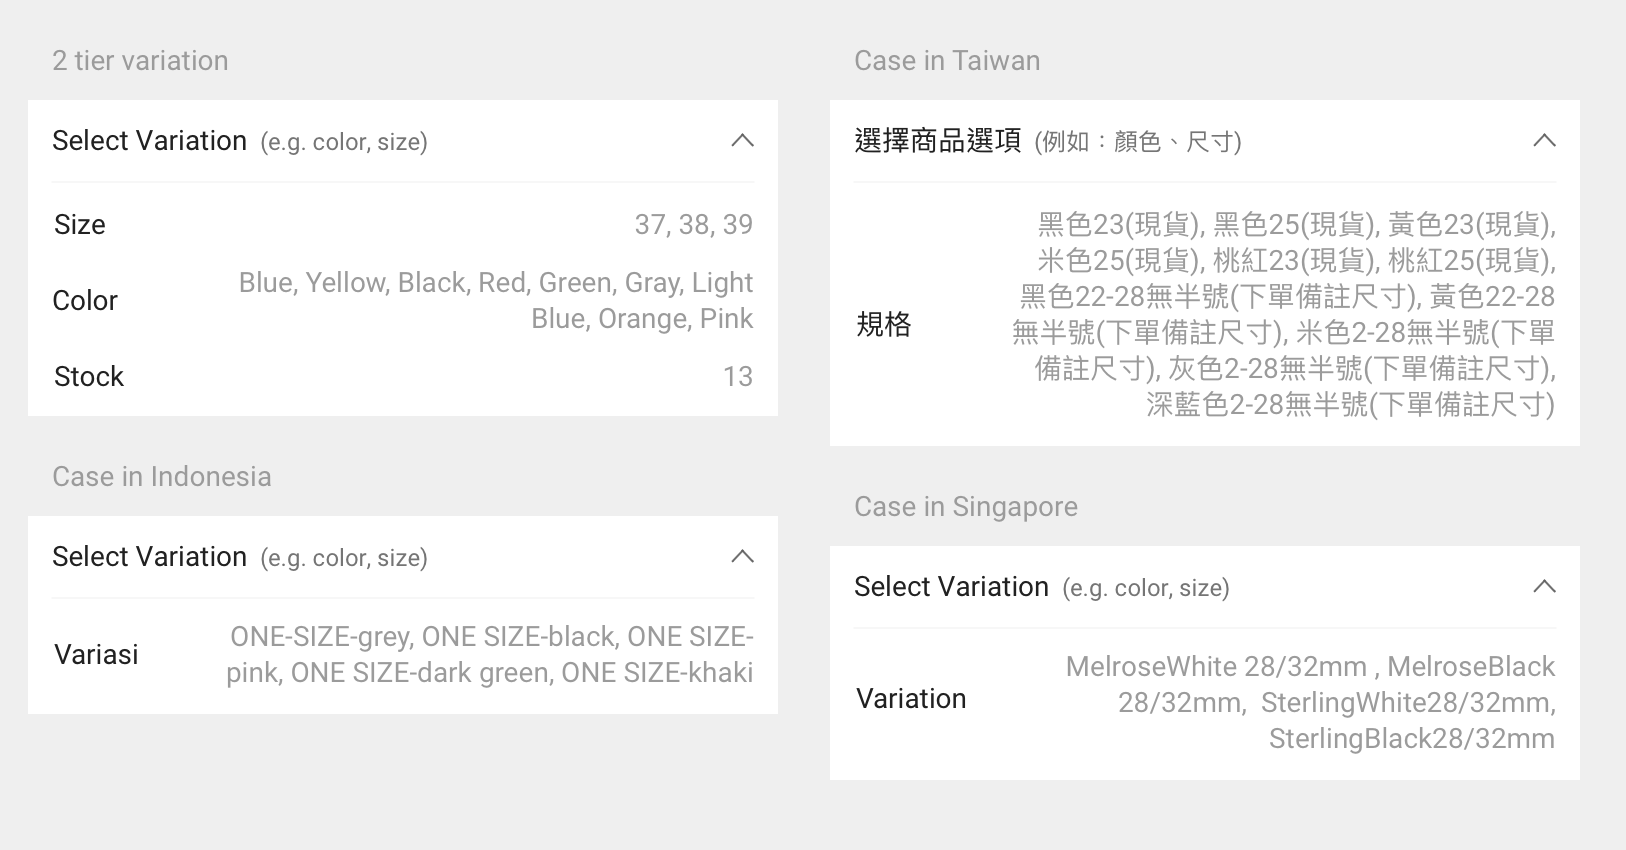 2 tier variation
Select Variation (e.g. color, size)
Size 37, 38, 39
Color Blue, Yellow, Black, Red, Green, Gray, Light
Blue, Orange, Pink
Stock 13
Case in Indonesia
Select Variation (e.g. color, size)
Variasi ONE-SIZE-grey, ONE SIZE-black, ONE SIZE-
pink, ONE SIZE-dark green, ONE SIZE-khaki
Case in Taiwan
選擇商品選項 (例如：顏色、尺寸)
規格 黑色23(現貨), 黑色25(現貨), 黃色23(現貨),
米色25(現貨), 桃紅23(現貨), 桃紅25(現貨),
黑色22-28無半號(下單備註尺寸), 黃色22-28
無半號(下單備註尺寸), 米色2-28無半號(下單
備註尺寸), 灰色2-28無半號(下單備註尺寸),
深藍色2-28無半號(下單備註尺寸)
Case in Singapore
Select Variation (e.g. color, size)
Variation MelroseWhite 28/32mm , MelroseBlack
28/32mm,  SterlingWhite28/32mm,
SterlingBlack28/32mm